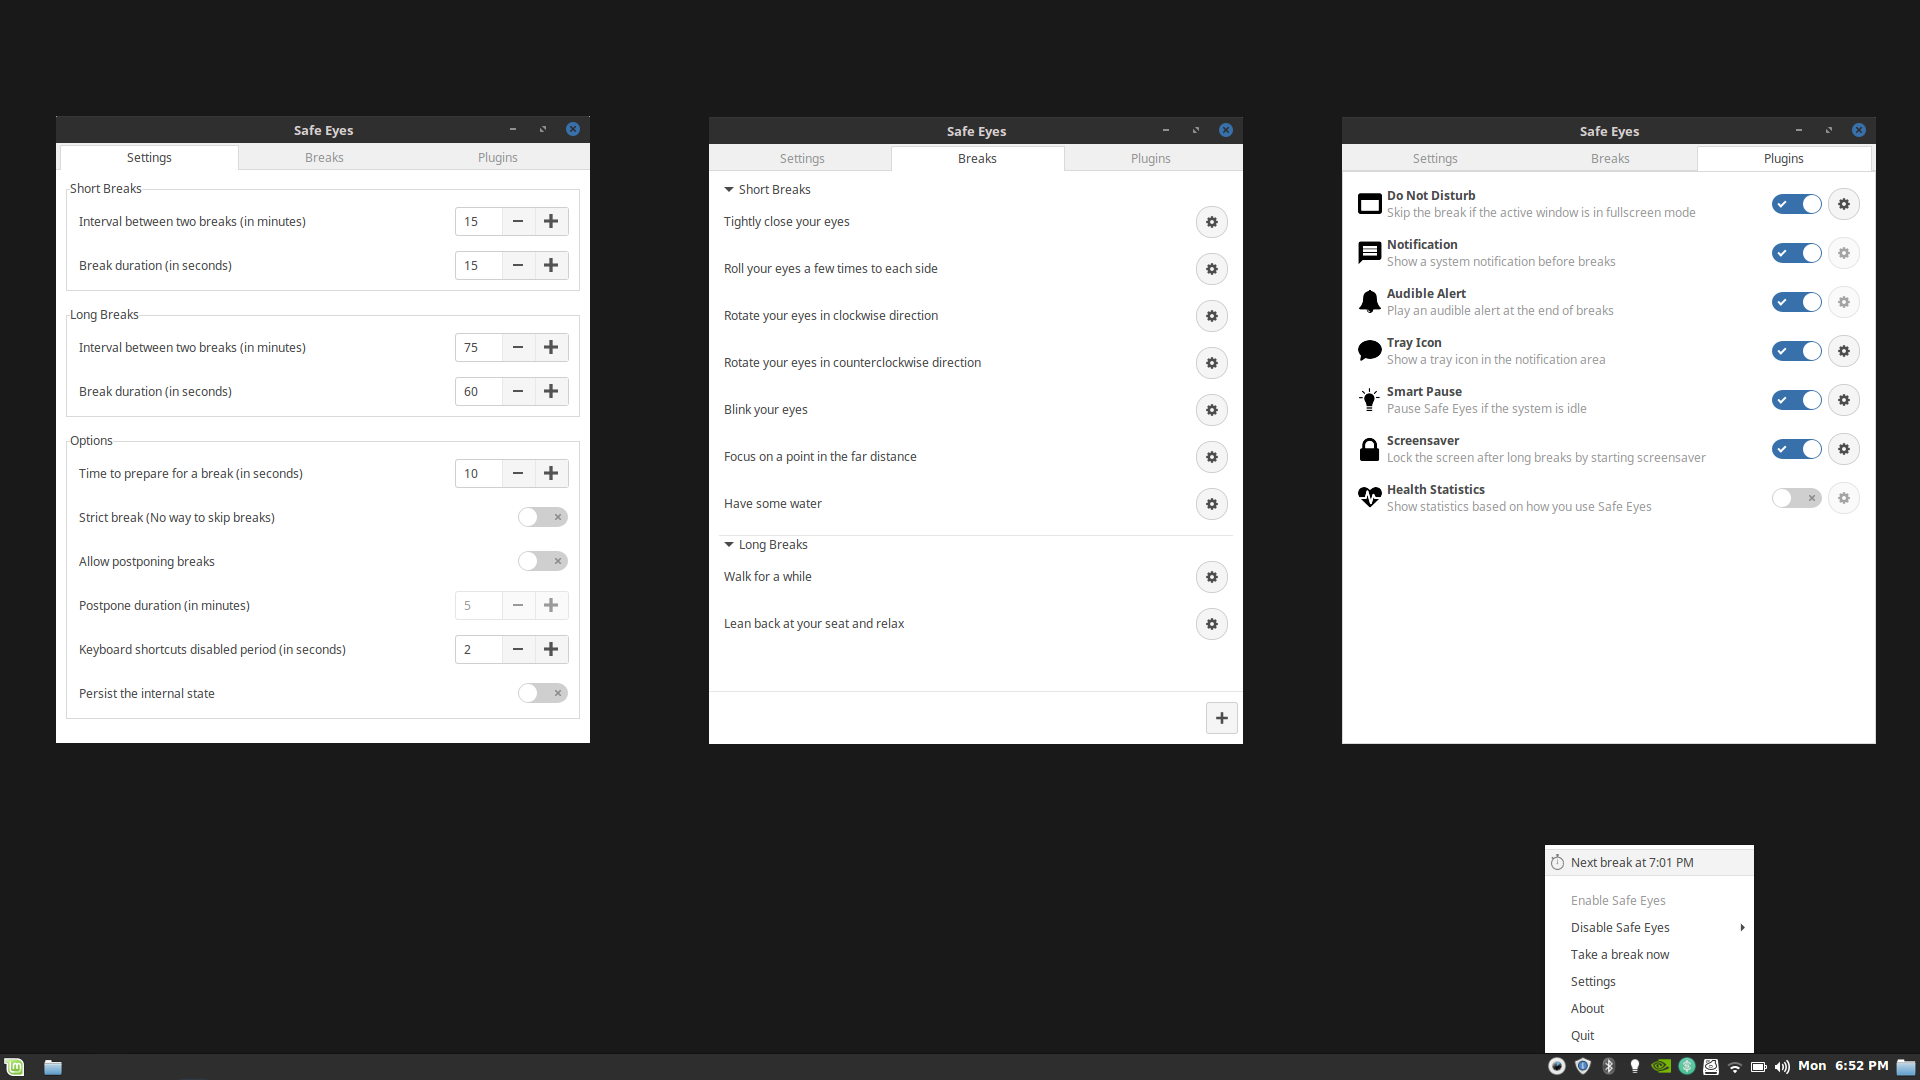 Safe Eyes
Settings Breaks Plugins
Short Breaks
Interval between two breaks (in minutes) 15
Break duration (in seconds) 15
Long Breaks
Interval between two breaks (in minutes) 75
Break duration (in seconds) 60
Options
Time to prepare for a break (in seconds) 10
Strict break (No way to skip breaks)
Allow postponing breaks
Postpone duration (in minutes) 5
Keyboard shortcuts disabled period (in seconds) 2
Persist the internal state
Safe Eyes
Settings Breaks Plugins
Short Breaks
Tightly close your eyes
Roll your eyes a few times to each side
Rotate your eyes in clockwise direction
Rotate your eyes in counterclockwise direction
Blink your eyes
Focus on a point in the far distance
Have some water
Long Breaks
Walk for a while
Lean back at your seat and relax
Safe Eyes
Settings Breaks Plugins
Do Not Disturb
Skip the break if the active window is in fullscreen mode
Notification
Show a system notification before breaks
Audible Alert
Play an audible alert at the end of breaks
Tray Icon
Show a tray icon in the notification area
Smart Pause
Pause Safe Eyes if the system is idle
Screensaver
Lock the screen after long breaks by starting screensaver
Health Statistics
Show statistics based on how you use Safe Eyes
Next break at 7:01 PM
Enable Safe Eyes
Disable Safe Eyes
Take a break now
Settings
About
Quit
Mon 6:52 PM